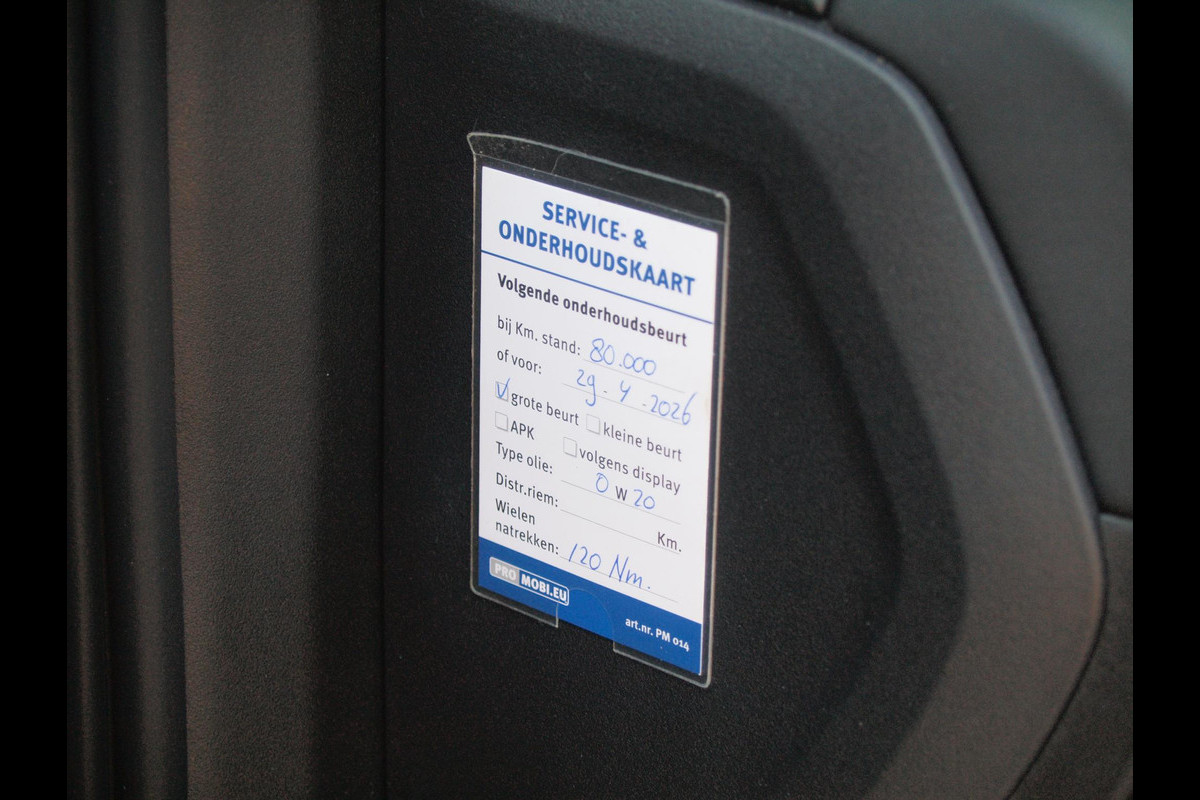 SERVICE- &
ONDERHOUDSKAART
Volgende onderhoudsbeurt
bij Km. stand: 80.000
of voor: 29-4-2026
grote beurt kleine beurt
APK volgens display
Type olie: 0 W 20
Distr.riem: Km.
Wielen
natrekken: 120 Nm.
PRO MOBI.EU
art.nr. PM 014